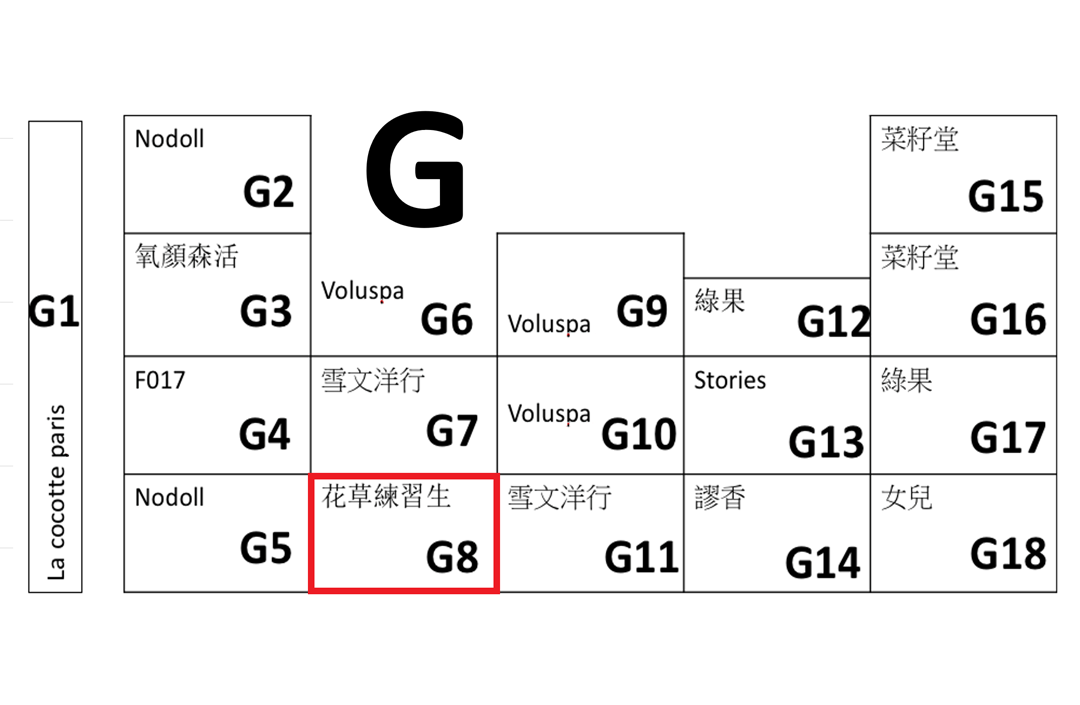 G
G1
La cocotte paris
Nodoll
G2
氧顏森活
G3
F017
G4
Nodoll
G5
Voluspa
G6
雪文洋行
G7
花草練習生
G8
Voluspa
G9
Voluspa
G10
雪文洋行
G11
綠果
G12
Stories
G13
謬香
G14
菜籽堂
G15
菜籽堂
G16
綠果
G17
女兒
G18